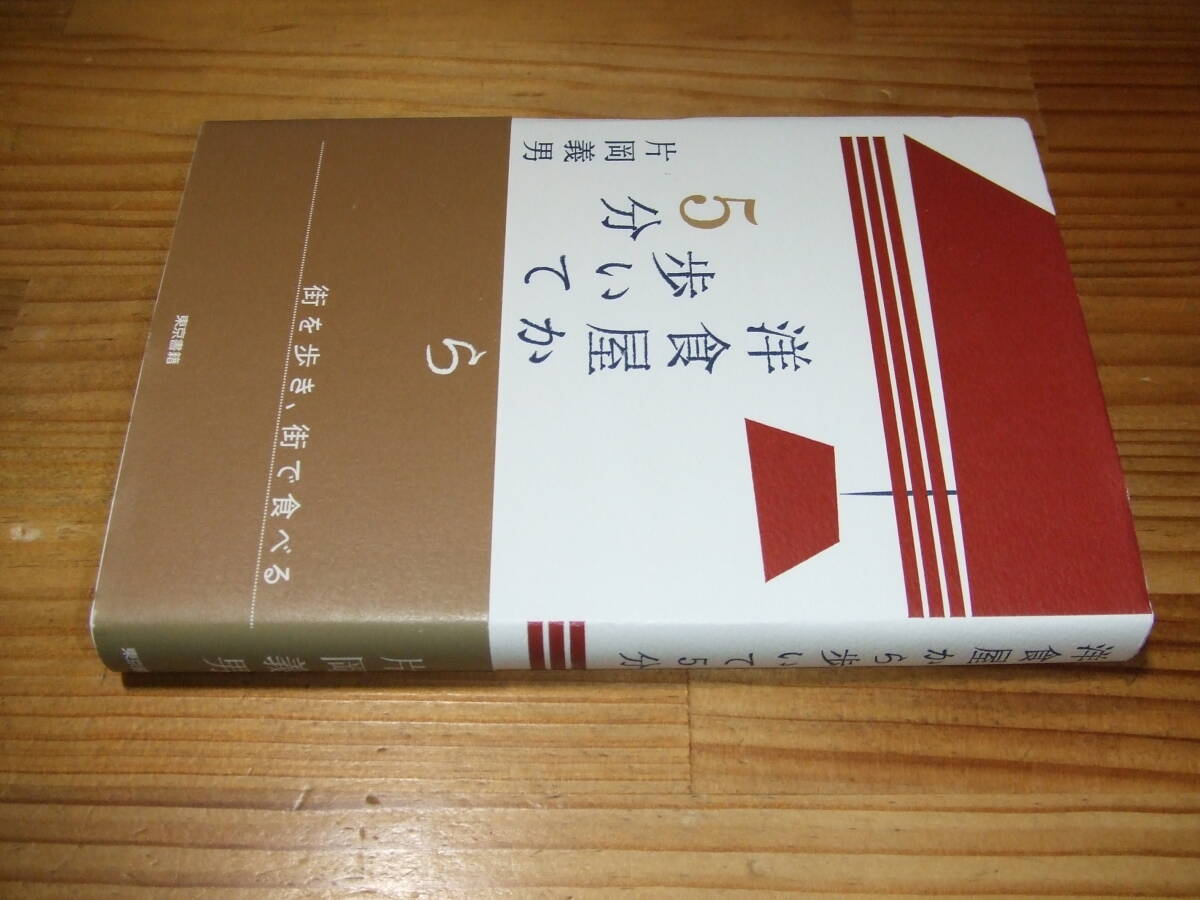 洋食屋から
歩いて
5分
片岡義男
街を歩き、街で食べる
東京書籍
洋食屋から歩いて5分
片岡義男
東京